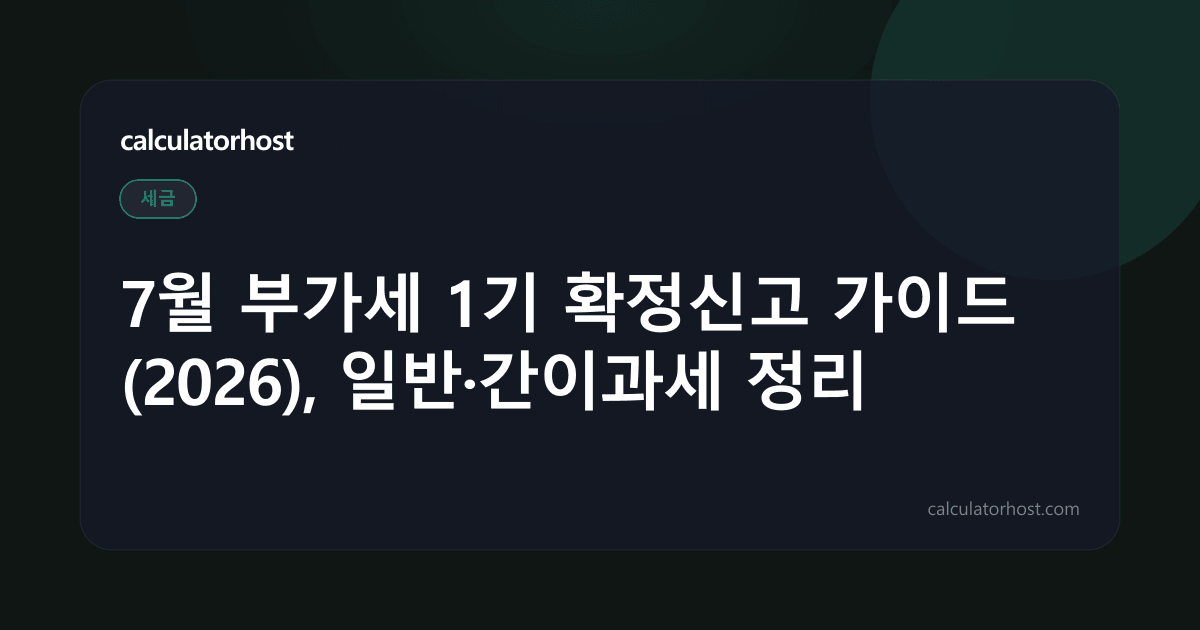 calculatorhost
세금
7월 부가세 1기 확정신고 가이드
(2026), 일반·간이과세 정리
calculatorhost.com